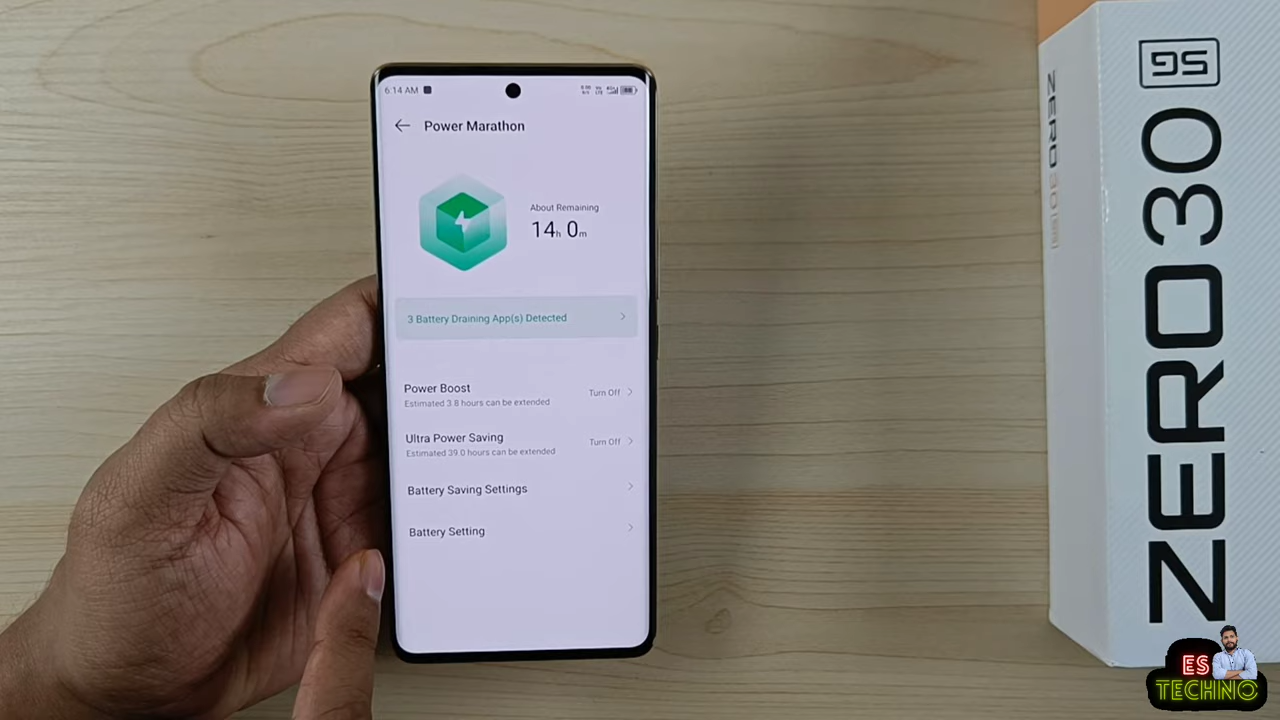 6:14 AM
Power Marathon
About Remaining
14h 0m
3 Battery Draining App(s) Detected
Power Boost
Estimated 3.8 hours can be extended
Turn Off
Ultra Power Saving
Estimated 39.0 hours can be extended
Turn Off
Battery Saving Settings
Battery Setting
ZERO 30 5G
ZERO 30 5G
ES
TECHNO